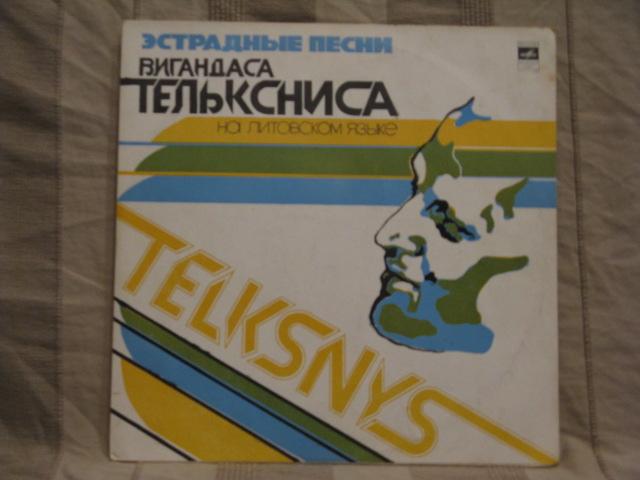 ЭСТРАДНЫЕ ПЕСНИ
ВИГАНДАСА
ТЕЛЬКСНИСА
на литовском языке
TELKSNYS